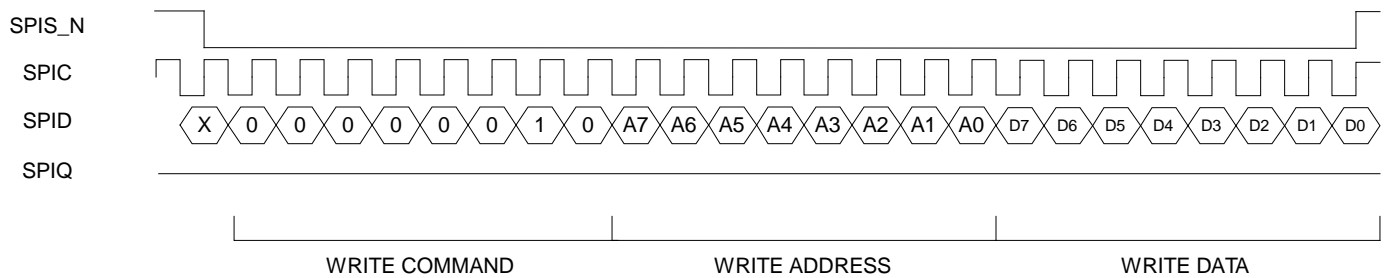 SPIS_N
SPIC
SPID X 0 0 0 0 0 0 1 0 A7 A6 A5 A4 A3 A2 A1 A0 D7 D6 D5 D4 D3 D2 D1 D0
SPIQ
WRITE COMMAND WRITE ADDRESS WRITE DATA